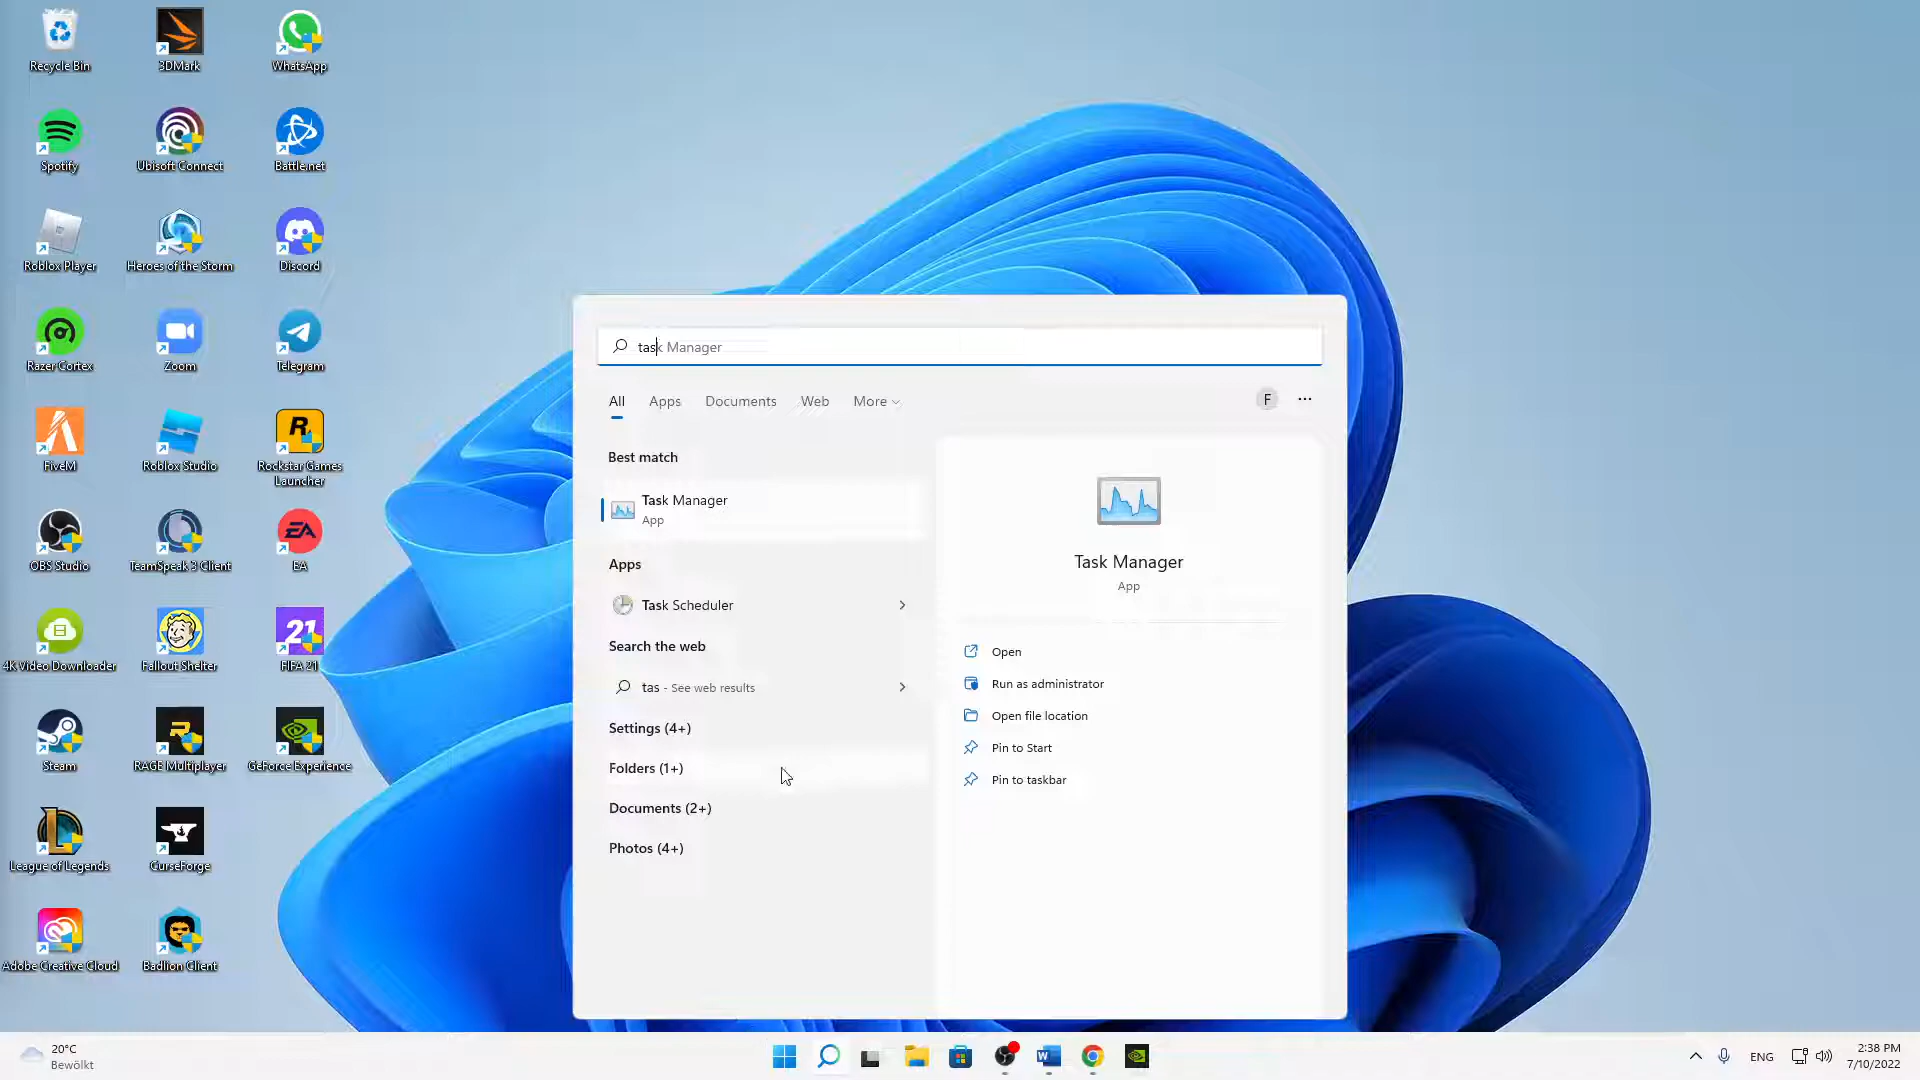 Recycle Bin
3DMark
WhatsApp
Spotify
Ubisoft Connect
Battle.net
Roblox Player
Heroes of the Storm
Discord
Razer Cortex
Zoom
Telegram
FiveM
Roblox Studio
Rockstar Games
Launcher
OBS Studio
TeamSpeak 3 Client
EA
4K Video Downloader
Fallout Shelter
FIFA 21
Steam
RAGE Multiplayer
GeForce Experience
League of Legends
CurseForge
Adobe Creative Cloud
Badlion Client
task Manager
All
Apps
Documents
Web
More
F
Best match
Task Manager
App
Apps
Task Scheduler
Search the web
tas - See web results
Settings (4+)
Folders (1+)
Documents (2+)
Photos (4+)
Task Manager
App
Open
Run as administrator
Open file location
Pin to Start
Pin to taskbar
20°C
Bewölkt
ENG
2:38 PM
7/10/2022